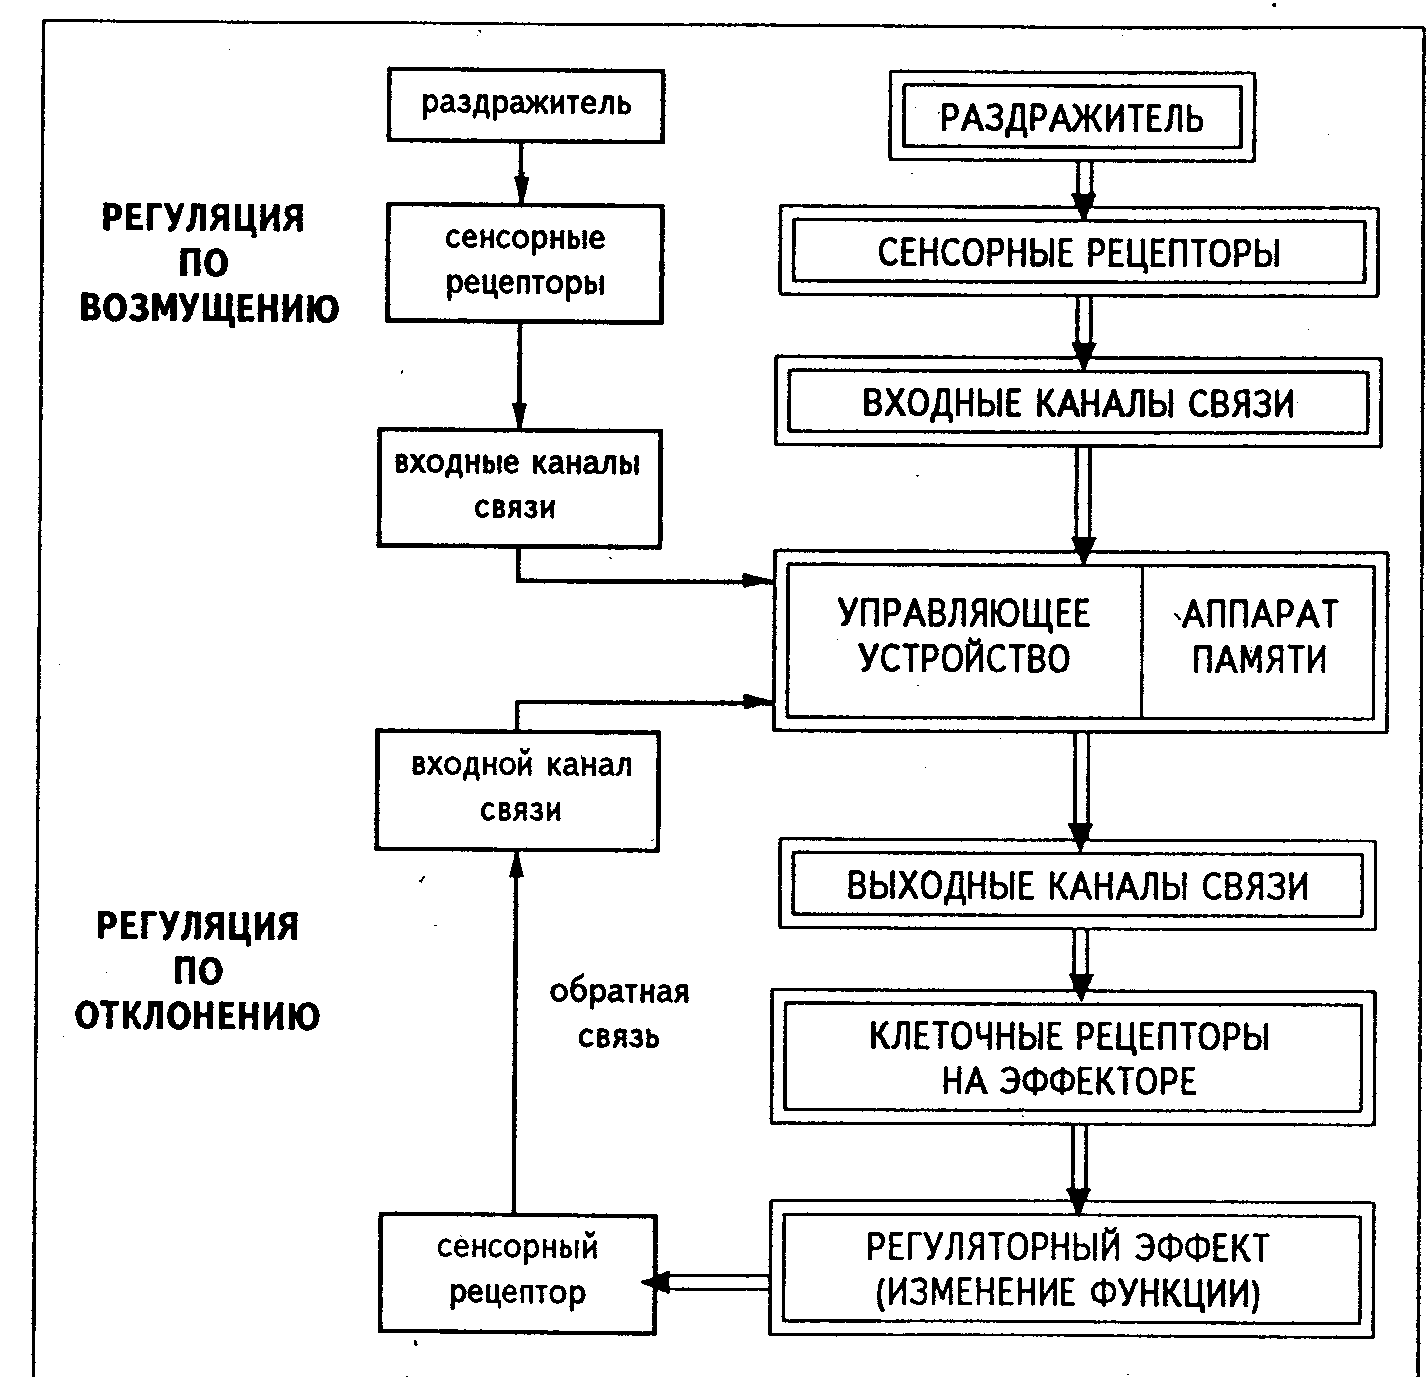 раздражитель
РАЗДРАЖИТЕЛЬ
РЕГУЛЯЦИЯ
ПО
ВОЗМУЩЕНИЮ
сенсорные
рецепторы
СЕНСОРНЫЕ РЕЦЕПТОРЫ
входные каналы
связи
ВХОДНЫЕ КАНАЛЫ СВЯЗИ
УПРАВЛЯЮЩЕЕ
УСТРОЙСТВО
АППАРАТ
ПАМЯТИ
входной канал
связи
ВЫХОДНЫЕ КАНАЛЫ СВЯЗИ
РЕГУЛЯЦИЯ
ПО
ОТКЛОНЕНИЮ
обратная
связь
КЛЕТОЧНЫЕ РЕЦЕПТОРЫ
НА ЭФФЕКТОРЕ
сенсорный
рецептор
РЕГУЛЯТОРНЫЙ ЭФФЕКТ
(ИЗМЕНЕНИЕ ФУНКЦИИ)